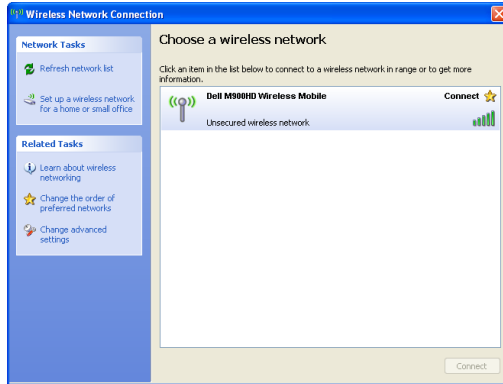 Wireless Network Connection
Network Tasks
Refresh network list
Set up a wireless network
for a home or small office
Related Tasks
Learn about wireless
networking
Change the order of
preferred networks
Change advanced
settings
Choose a wireless network
Click an item in the list below to connect to a wireless network in range or to get more
information.
Dell M900HD Wireless Mobile
Connect
Unsecured wireless network
Connect